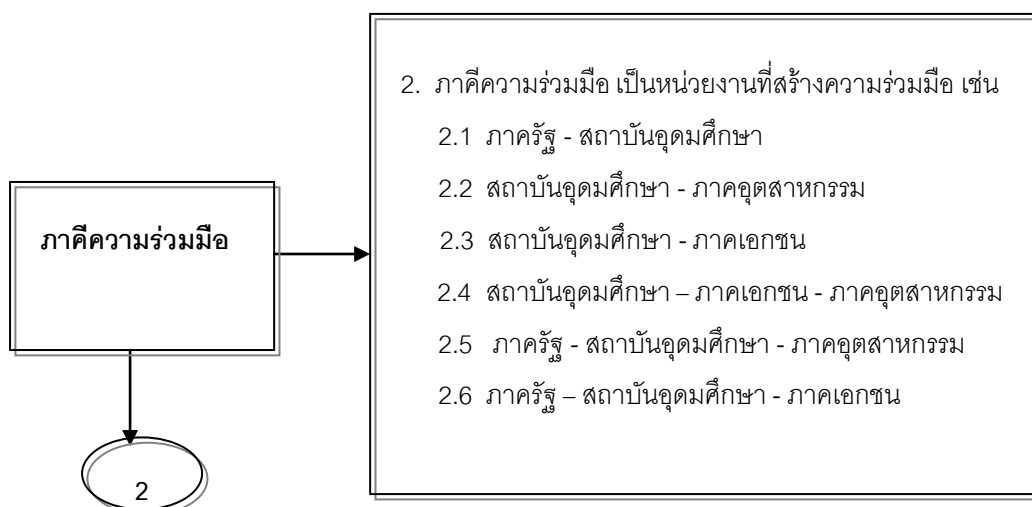 2. ภาคีความร่วมมือ เป็นหน่วยงานที่สร้างความร่วมมือ เช่น
2.1 ภาครัฐ - สถาบันอุดมศึกษา
2.2 สถาบันอุดมศึกษา - ภาคอุตสาหกรรม
ภาคีความร่วมมือ
2.3 สถาบันอุดมศึกษา - ภาคเอกชน
2.4 สถาบันอุดมศึกษา – ภาคเอกชน - ภาคอุตสาหกรรม
2.5 ภาครัฐ - สถาบันอุดมศึกษา - ภาคอุตสาหกรรม
2.6 ภาครัฐ – สถาบันอุดมศึกษา - ภาคเอกชน
2